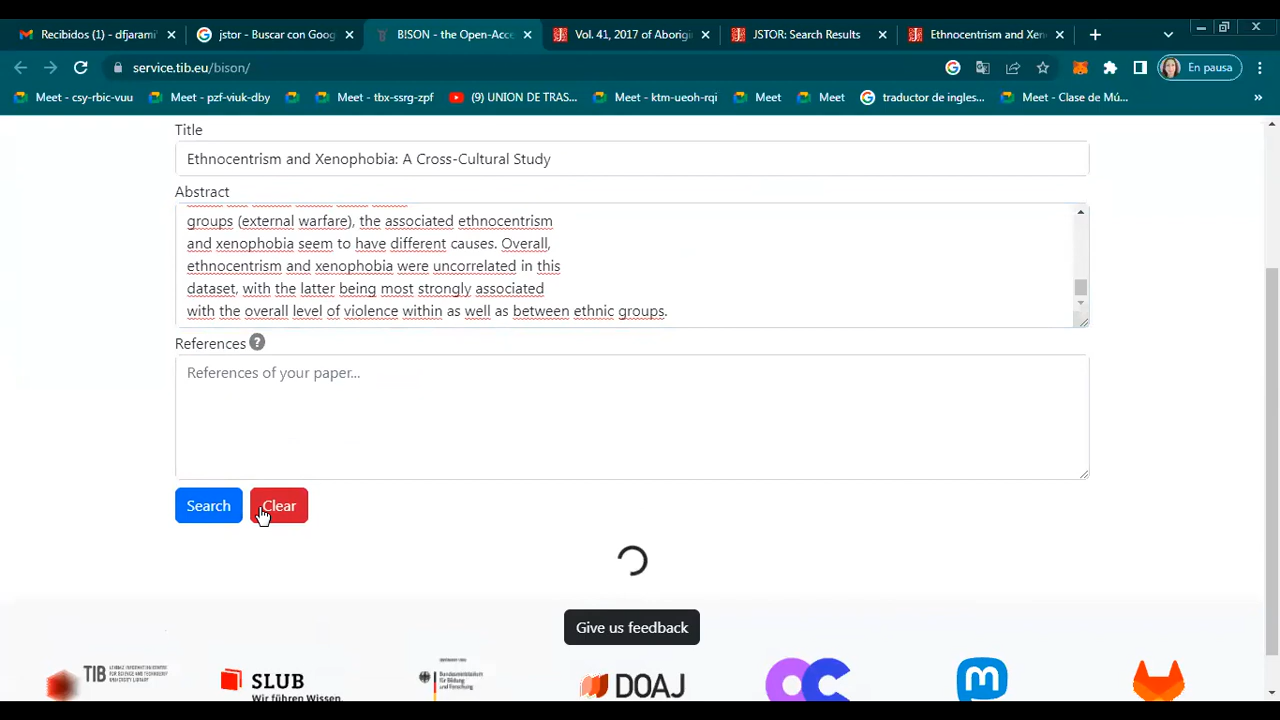 Recibidos (1) - dfjarami
jstor - Buscar con Goog
BISON - the Open-Acce
Vol. 41, 2017 of Aborigi
JSTOR: Search Results
Ethnocentrism and Xen
service.tib.eu/bison/
En pausa
Meet - csy-rbic-vuu
Meet - pzf-viuk-dby
Meet - tbx-ssrg-zpf
(9) UNION DE TRAS...
Meet - ktm-ueoh-rqi
Meet
Meet
traductor de ingles...
Meet - Clase de Mú...
»
Title
Ethnocentrism and Xenophobia: A Cross-Cultural Study
Abstract
groups (external warfare), the associated ethnocentrism
and xenophobia seem to have different causes. Overall,
ethnocentrism and xenophobia were uncorrelated in this
dataset, with the latter being most strongly associated
with the overall level of violence within as well as between ethnic groups.
References ?
References of your paper...
Search
Clear
Give us feedback
TIB
SLUB
Wir führen Wissen.
DOAJ